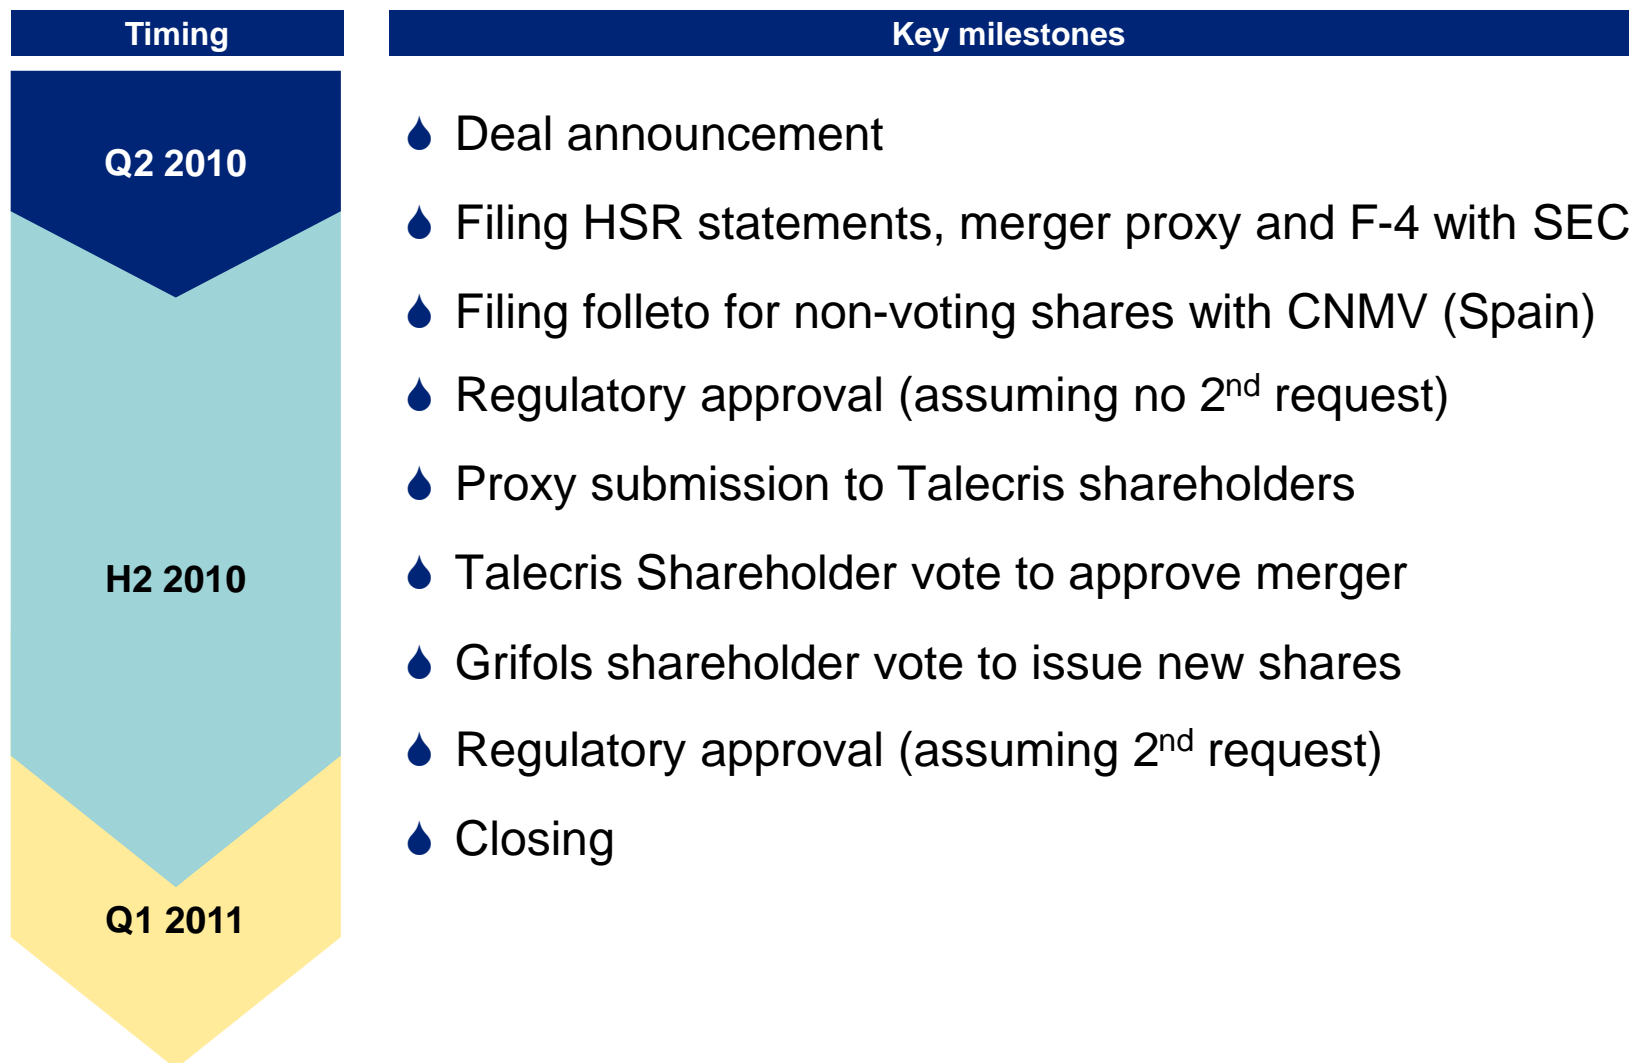 Timing
Key milestones
Q2 2010
Deal announcement
Filing HSR statements, merger proxy and F-4 with SEC
Filing folleto for non-voting shares with CNMV (Spain)
Regulatory approval (assuming no 2nd request)
Proxy submission to Talecris shareholders
H2 2010
Talecris Shareholder vote to approve merger
Grifols shareholder vote to issue new shares
Regulatory approval (assuming 2nd request)
Closing
Q1 2011